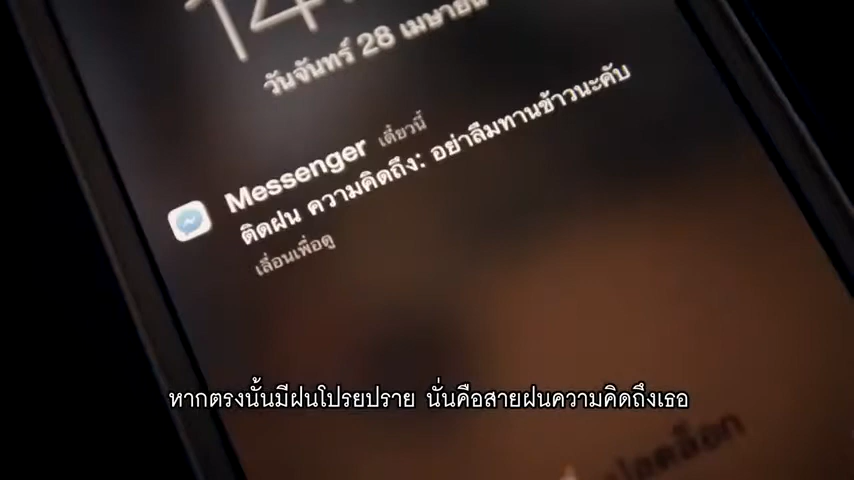 14
วันจันทร์ 28 เมษายน
Messenger เดี๋ยวนี้
ติดฝน ความคิดถึง: อย่าลืมทานข้าวนะคับ
เลื่อนเพื่อดู
หากตรงนั้นมีฝนโปรยปราย นั่นคือสายฝนความคิดถึงเธอ